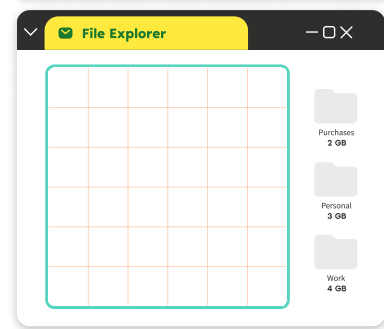 File Explorer
Purchases
2 GB
Personal
3 GB
Work
4 GB